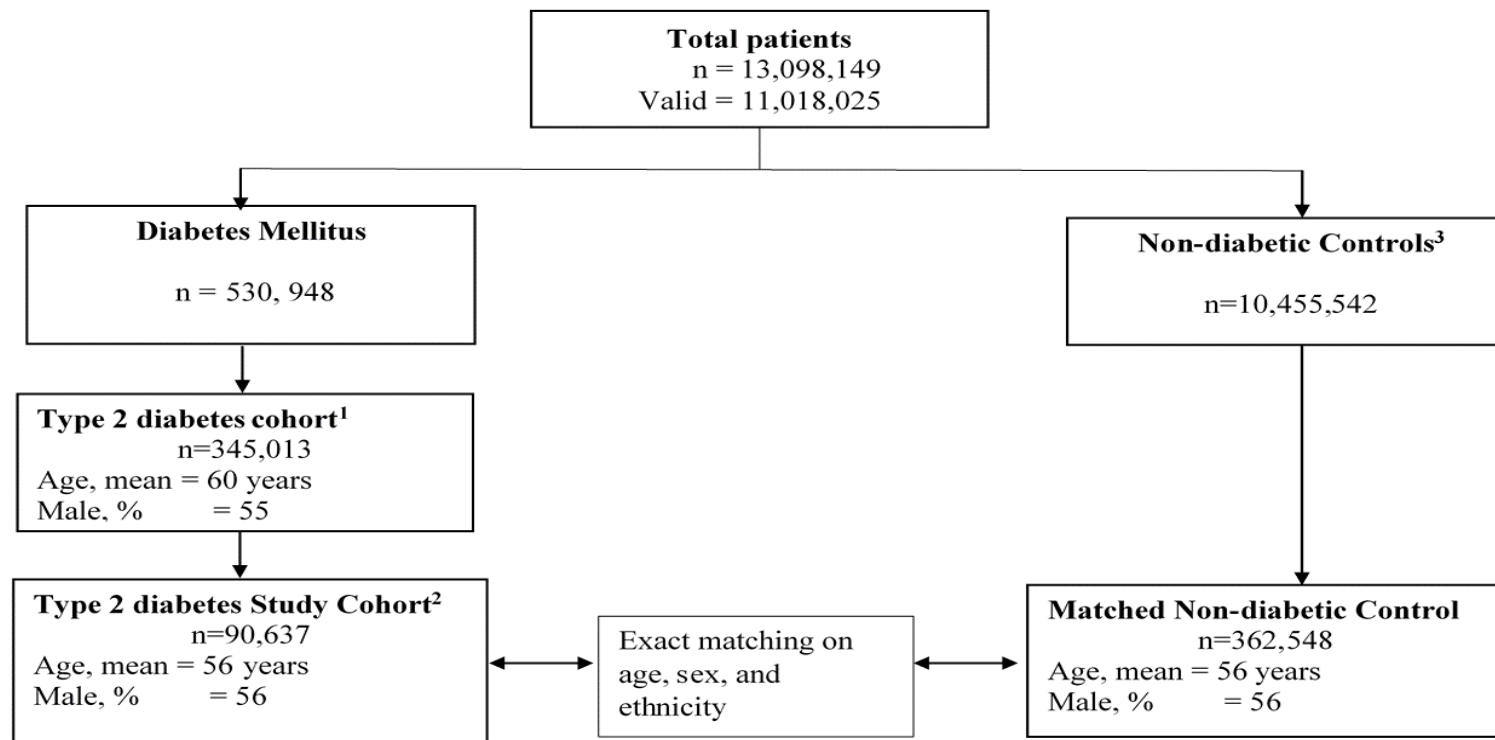 Total patients
n = 13,098,149
Valid = 11,018,025
Diabetes Mellitus
n = 530, 948
Non-diabetic Controls³
n=10,455,542
Type 2 diabetes cohort¹
n=345,013
Age, mean = 60 years
Male, % = 55
Type 2 diabetes Study Cohort²
n=90,637
Age, mean = 56 years
Male, % = 56
Exact matching on
age, sex, and
ethnicity
Matched Non-diabetic Control
n=362,548
Age, mean = 56 years
Male, % = 56